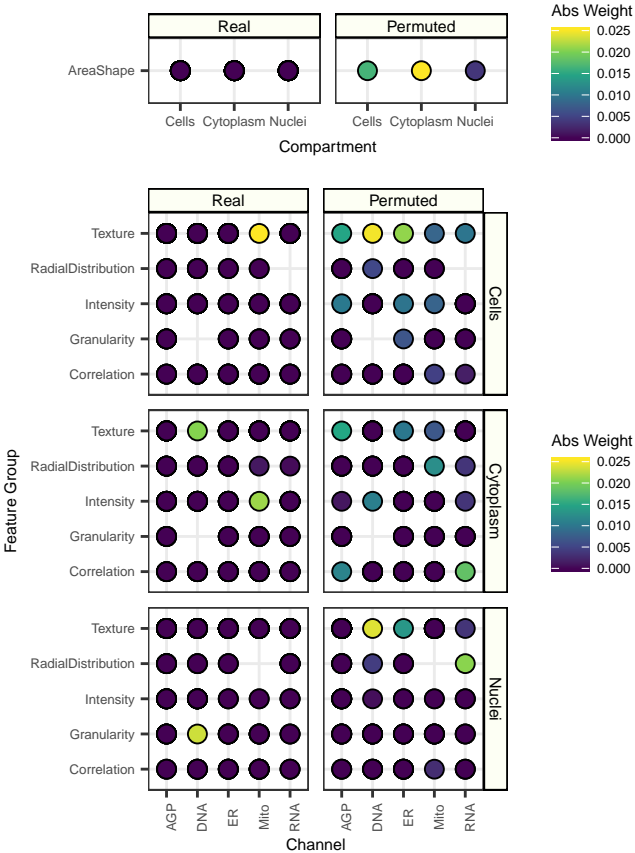 Abs Weight
Real Permuted
0.025
0.020
0.015
0.010
0.005
0.000
AreaShape
Cells Cytoplasm Nuclei Cells Cytoplasm Nuclei
Compartment
Real Permuted
Texture
RadialDistribution
Intensity
Granularity
Correlation
Cells
Feature Group
Texture
RadialDistribution
Intensity
Granularity
Correlation
Cytoplasm
Abs Weight
0.025
0.020
0.015
0.010
0.005
0.000
Texture
RadialDistribution
Intensity
Granularity
Correlation
Nuclei
AGP DNA ER Mito RNA AGP DNA ER Mito RNA
Channel